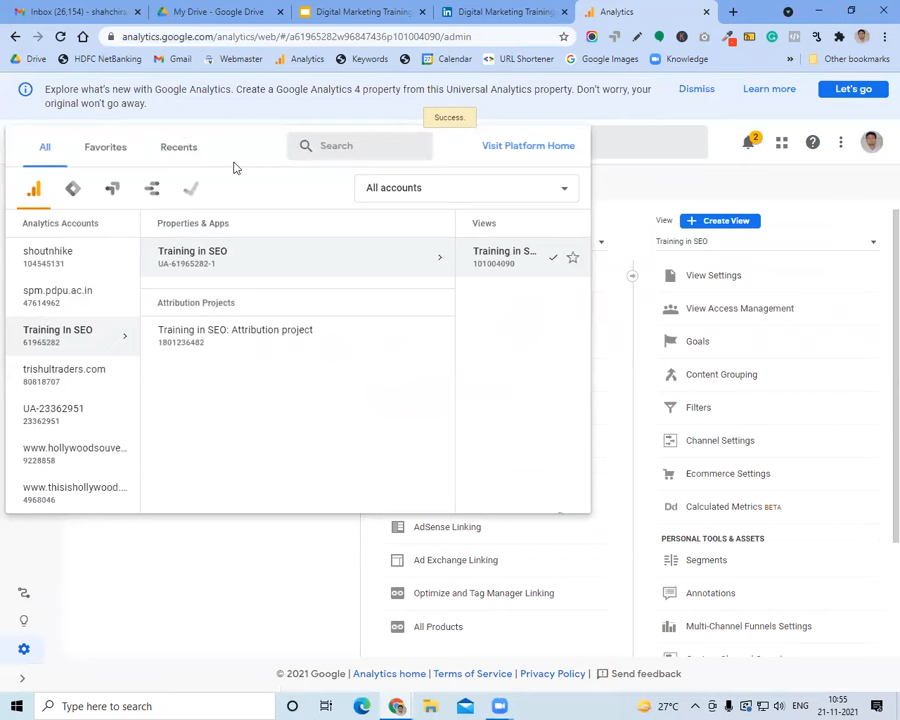 Inbox (26,154) - shahchira
My Drive - Google Drive
Digital Marketing Training
Digital Marketing Training
Analytics
analytics.google.com/analytics/web/#/a61965282w96847436p101004090/admin
Drive
HDFC NetBanking
Gmail
Webmaster
Analytics
Keywords
Calendar
URL Shortener
Google Images
Knowledge
»
Other bookmarks
Explore what's new with Google Analytics. Create a Google Analytics 4 property from this Universal Analytics property. Don't worry, your
original won't go away.
Dismiss
Learn more
Let's go
Success.
All
Favorites
Recents
Search
Visit Platform Home
2
All accounts
Analytics Accounts
Properties & Apps
Views
shoutnhike
104545131
spm.pdpu.ac.in
47614962
Training In SEO
61965282
trishultraders.com
80818707
UA-23362951
23362951
www.hollywoodsouve...
9228858
www.thisishollywood....
4968046
Training in SEO
UA-61965282-1
Attribution Projects
Training in SEO: Attribution project
1801236482
Training in S...
101004090
View
Create View
Training in SEO
View Settings
View Access Management
Goals
Content Grouping
Filters
Channel Settings
Ecommerce Settings
Dd Calculated Metrics BETA
PERSONAL TOOLS & ASSETS
Segments
Annotations
Multi-Channel Funnels Settings
AdSense Linking
Ad Exchange Linking
Optimize and Tag Manager Linking
All Products
© 2021 Google | Analytics home | Terms of Service | Privacy Policy | Send feedback
Type here to search
27°C
ENG
10:55
21-11-2021